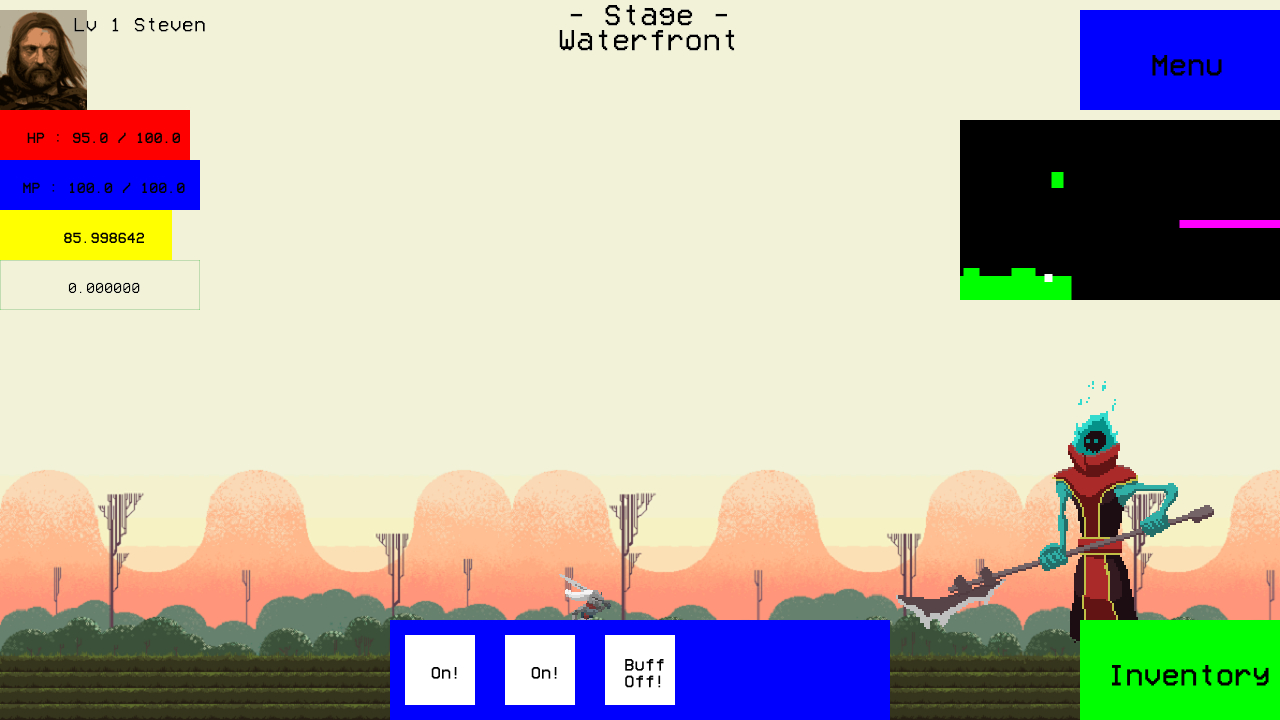 Lv 1 Steven
- Stage -
Waterfront
Menu
HP : 95.0 / 100.0
MP : 100.0 / 100.0
85.998642
0.000000
On!
On!
Buff
Off!
Inventory